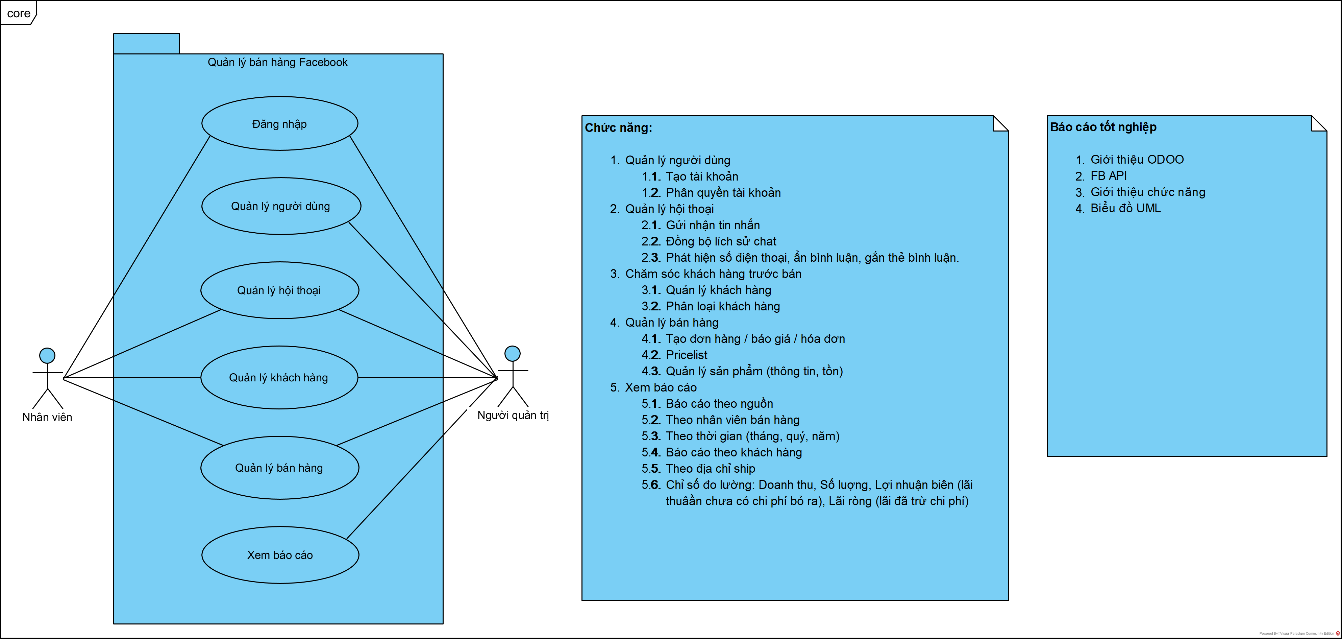 core
Quản lý bán hàng Facebook
Đăng nhập
Quản lý người dùng
Quản lý hội thoại
Quản lý khách hàng
Quản lý bán hàng
Xem báo cáo
Nhân viên
Người quản trị
Chức năng:
1. Quản lý người dùng
1.1. Tạo tài khoản
1.2. Phân quyền tài khoản
2. Quản lý hội thoại
2.1. Gửi nhận tin nhắn
2.2. Đồng bộ lích sử chat
2.3. Phát hiện số điện thoại, ẩn bình luận, gắn thẻ bình luận.
3. Chăm sóc khách hàng trước bán
3.1. Quản lý khách hàng
3.2. Phân loại khách hàng
4. Quản lý bán hàng
4.1. Tạo đơn hàng / báo giá / hóa đơn
4.2. Pricelist
4.3. Quản lý sản phẩm (thông tin, tồn)
5. Xem báo cáo
5.1. Báo cáo theo nguồn
5.2. Theo nhân viên bán hàng
5.3. Theo thời gian (tháng, quý, năm)
5.4. Báo cáo theo khách hàng
5.5. Theo địa chỉ ship
5.6. Chỉ số đo lường: Doanh thu, Số lượng, Lợi nhuận biên (lãi
thuâần chưa có chi phí bỏ ra), Lãi ròng (lãi đã trừ chi phí)
Báo cáo tốt nghiệp
1. Giới thiệu ODOO
2. FB API
3. Giới thiệu chức năng
4. Biểu đồ UML